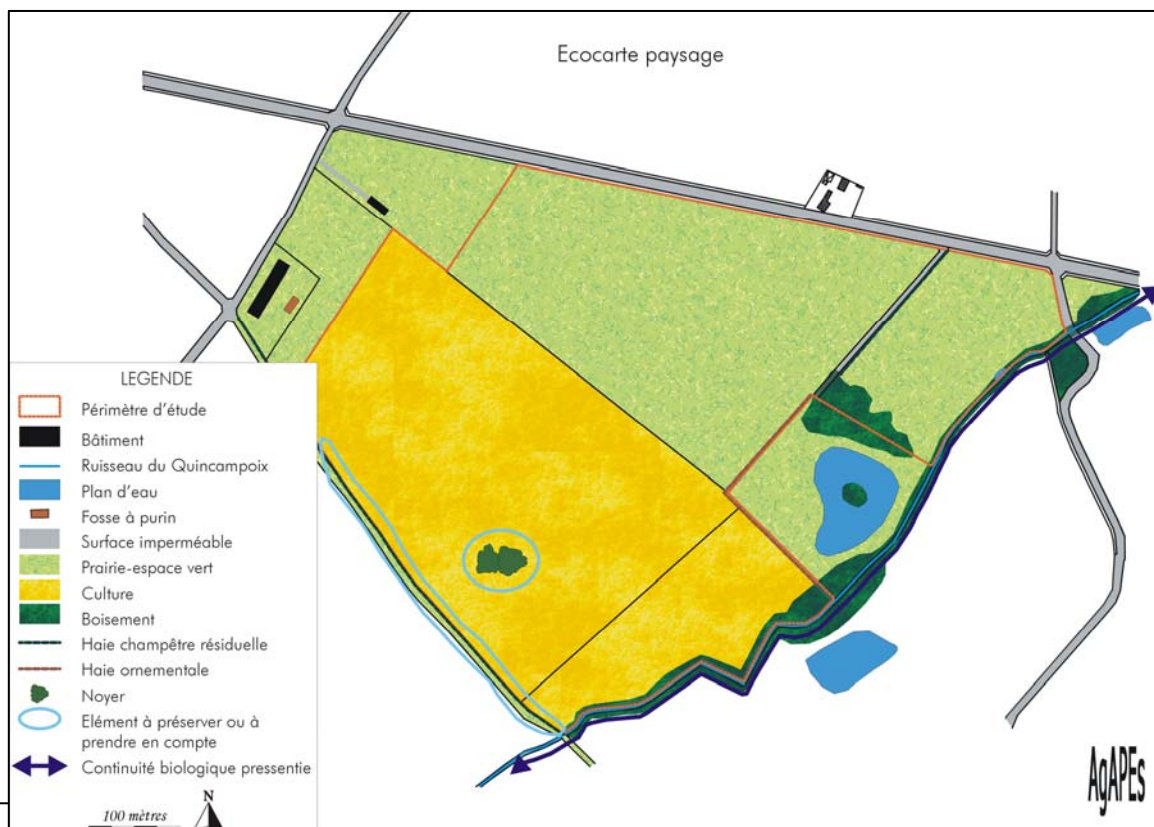 Ecocarte paysage
LEGENDE
Périmètre d'étude
Bâtiment
Ruisseau du Quincampoix
Plan d'eau
Fosse à purin
Surface imperméable
Prairie-espace vert
Culture
Boisement
Haie champêtre résiduelle
Haie ornementale
Noyer
Elément à préserver ou à
prendre en compte
Continuité biologique pressentie
100 mètres
N
AgAPEs